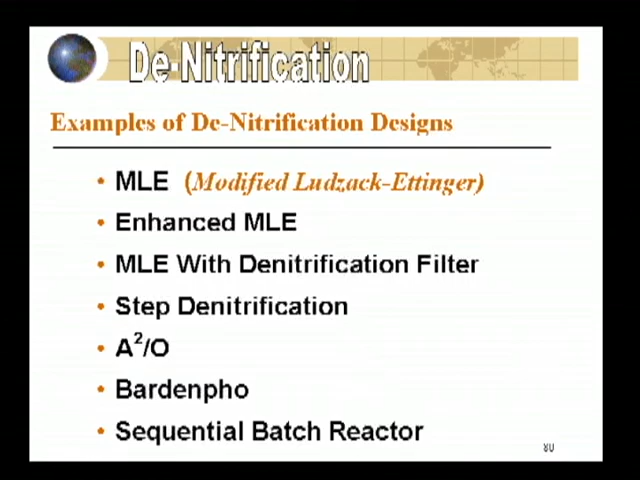 De-Nitrification
Examples of De-Nitrification Designs
• MLE (Modified Ludzack-Ettinger)
• Enhanced MLE
• MLE With Denitrification Filter
• Step Denitrification
• A²/O
• Bardenpho
• Sequential Batch Reactor
80